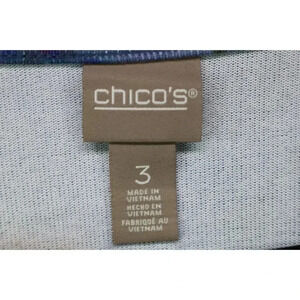 chico's®
3
MADE IN
VIETNAM
HECHO EN
VIETNAM
FABRIQUÉ AU
VIETNAM